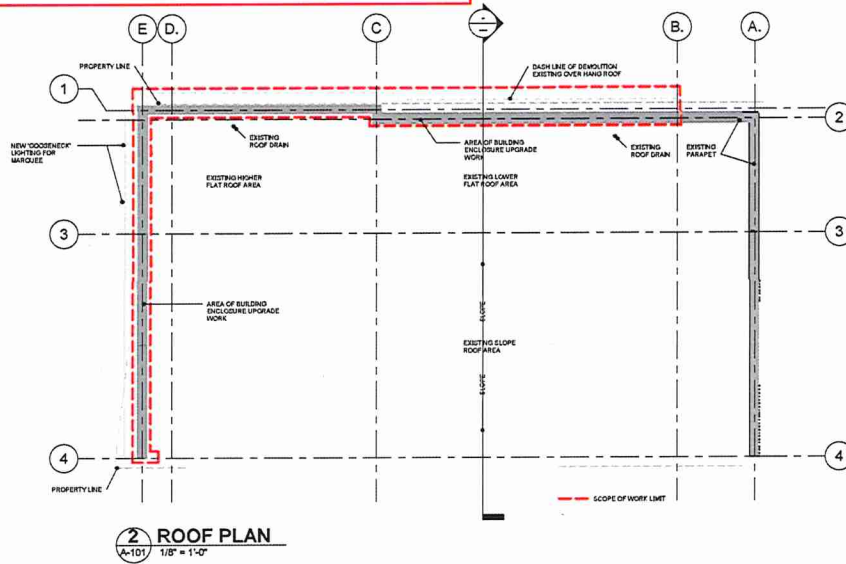 E
D.
C
-
-
B.
A.
PROPERTY LINE
DASH LINE OF DEMOLITION
EXISTING OVER HANG ROOF
1
2
NEW 'GOOSENECK'
LIGHTING FOR
MARQUEE
EXISTING
ROOF DRAIN
AREA OF BUILDING
ENCLOSURE UPGRADE
WORK
EXISTING
ROOF DRAIN
EXISTING
PARAPET
EXISTING HIGHER
FLAT ROOF AREA
EXISTING LOWER
FLAT ROOF AREA
3
3
AREA OF BUILDING
ENCLOSURE UPGRADE
WORK
SLOPE
EXISTING SLOPE
ROOF AREA
SLOPE
4
4
PROPERTY LINE
SCOPE OF WORK LIMIT
2 ROOF PLAN
A-101 1/8" = 1'-0"